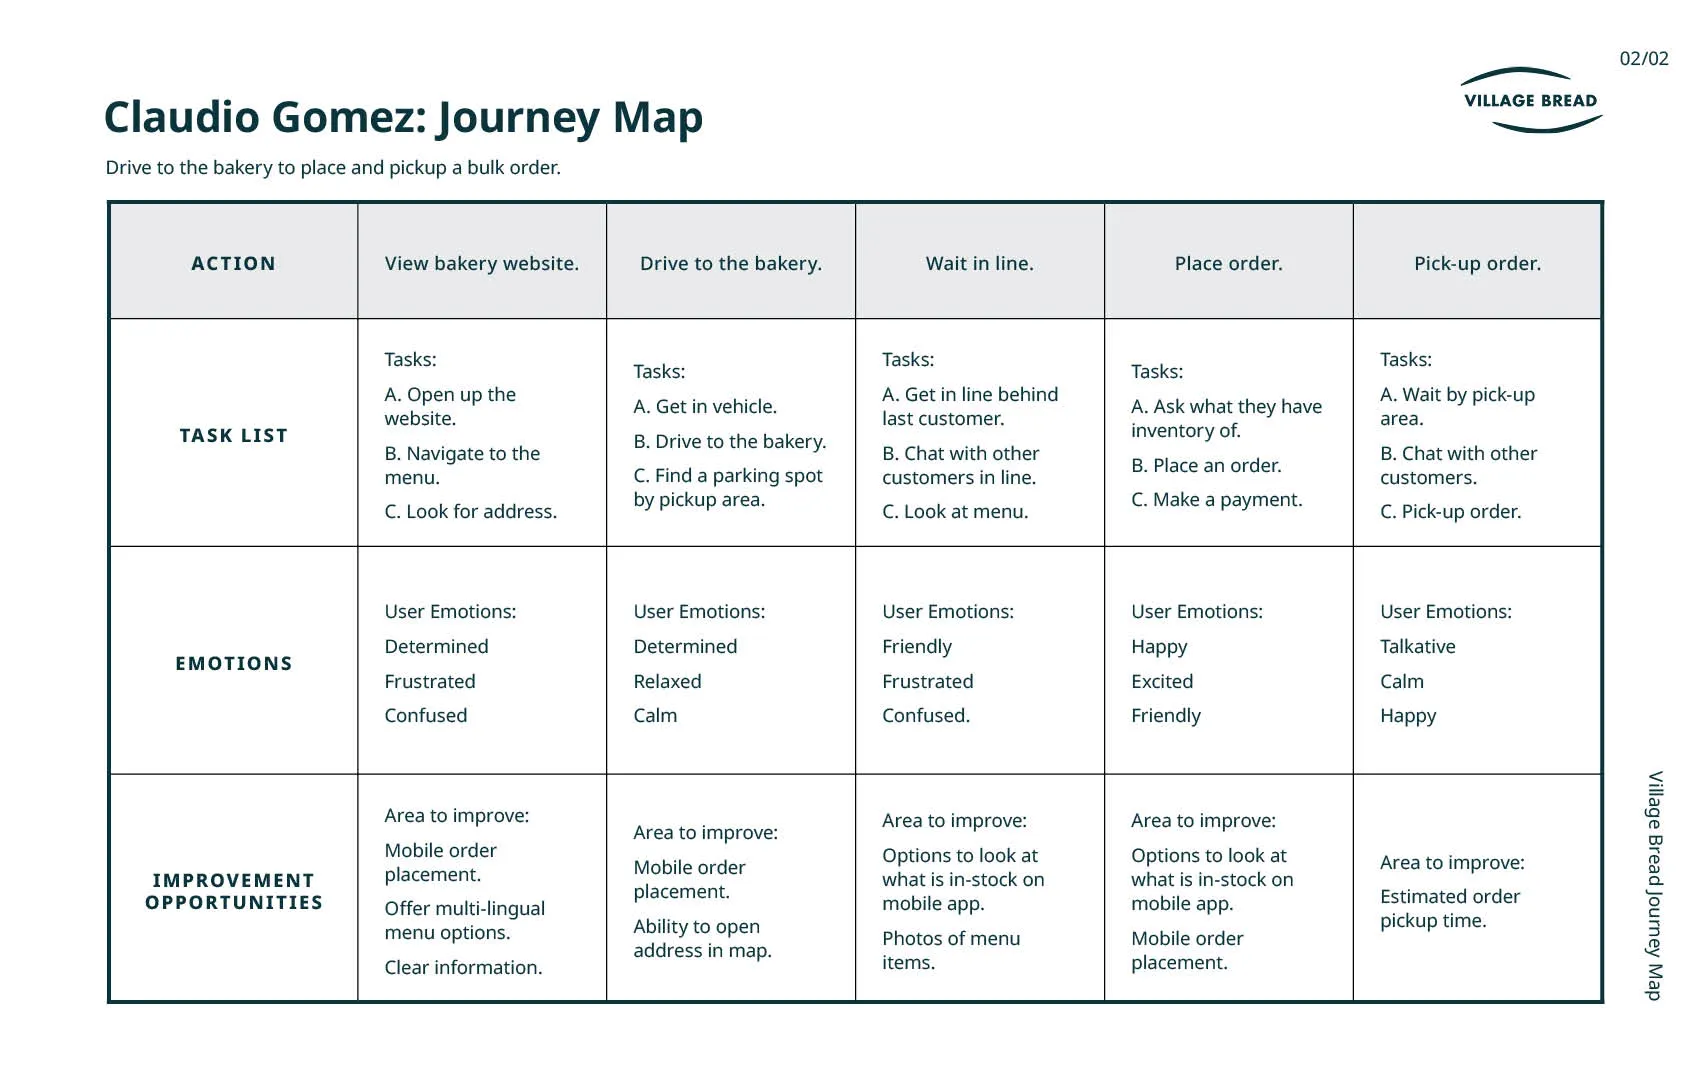 02/02
VILLAGE BREAD
Claudio Gomez: Journey Map
Drive to the bakery to place and pickup a bulk order.
ACTION
View bakery website.
Drive to the bakery.
Wait in line.
Place order.
Pick-up order.
TASK LIST
Tasks:
A. Open up the
website.
B. Navigate to the
menu.
C. Look for address.
Tasks:
A. Get in vehicle.
B. Drive to the bakery.
C. Find a parking spot
by pickup area.
Tasks:
A. Get in line behind
last customer.
B. Chat with other
customers in line.
C. Look at menu.
Tasks:
A. Ask what they have
inventory of.
B. Place an order.
C. Make a payment.
Tasks:
A. Wait by pick-up
area.
B. Chat with other
customers.
C. Pick-up order.
EMOTIONS
User Emotions:
Determined
Frustrated
Confused
User Emotions:
Determined
Relaxed
Calm
User Emotions:
Friendly
Frustrated
Confused.
User Emotions:
Happy
Excited
Friendly
User Emotions:
Talkative
Calm
Happy
IMPROVEMENT
OPPORTUNITIES
Area to improve:
Mobile order
placement.
Offer multi-lingual
menu options.
Clear information.
Area to improve:
Mobile order
placement.
Ability to open
address in map.
Area to improve:
Options to look at
what is in-stock on
mobile app.
Photos of menu
items.
Area to improve:
Options to look at
what is in-stock on
mobile app.
Mobile order
placement.
Area to improve:
Estimated order
pickup time.
Village Bread Journey Map